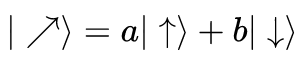 | ↗⟩ = a| ↑⟩ + b| ↓⟩